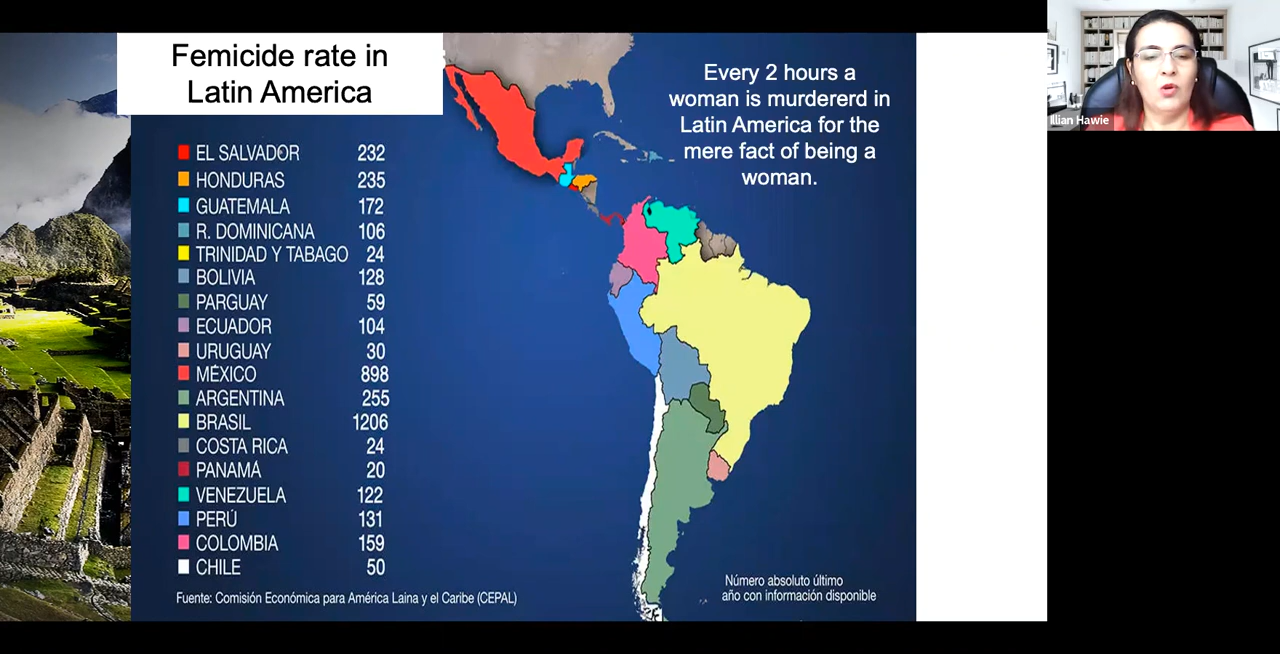 Femicide rate in
Latin America
Every 2 hours a
woman is murdererd in
Latin America for the
mere fact of being a
woman.
EL SALVADOR 232
HONDURAS 235
GUATEMALA 172
R. DOMINICANA 106
TRINIDAD Y TABAGO 24
BOLIVIA 128
PARGUAY 59
ECUADOR 104
URUGUAY 30
MÉXICO 898
ARGENTINA 255
BRASIL 1206
COSTA RICA 24
PANAMÁ 20
VENEZUELA 122
PERÚ 131
COLOMBIA 159
CHILE 50
Fuente: Comisión Económica para América Laina y el Caribe (CEPAL)
Número absoluto último
año con información disponible
Illian Hawie